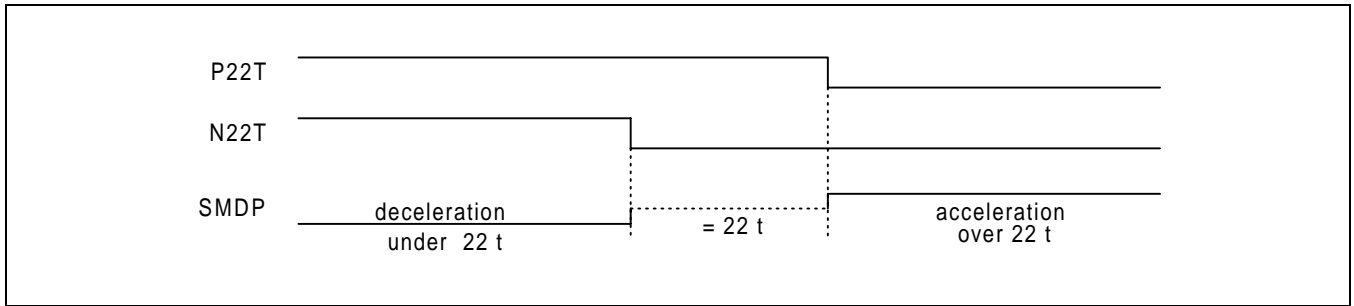 P22T
N22T
SMDP
deceleration
under 22 t
= 22 t
acceleration
over 22 t